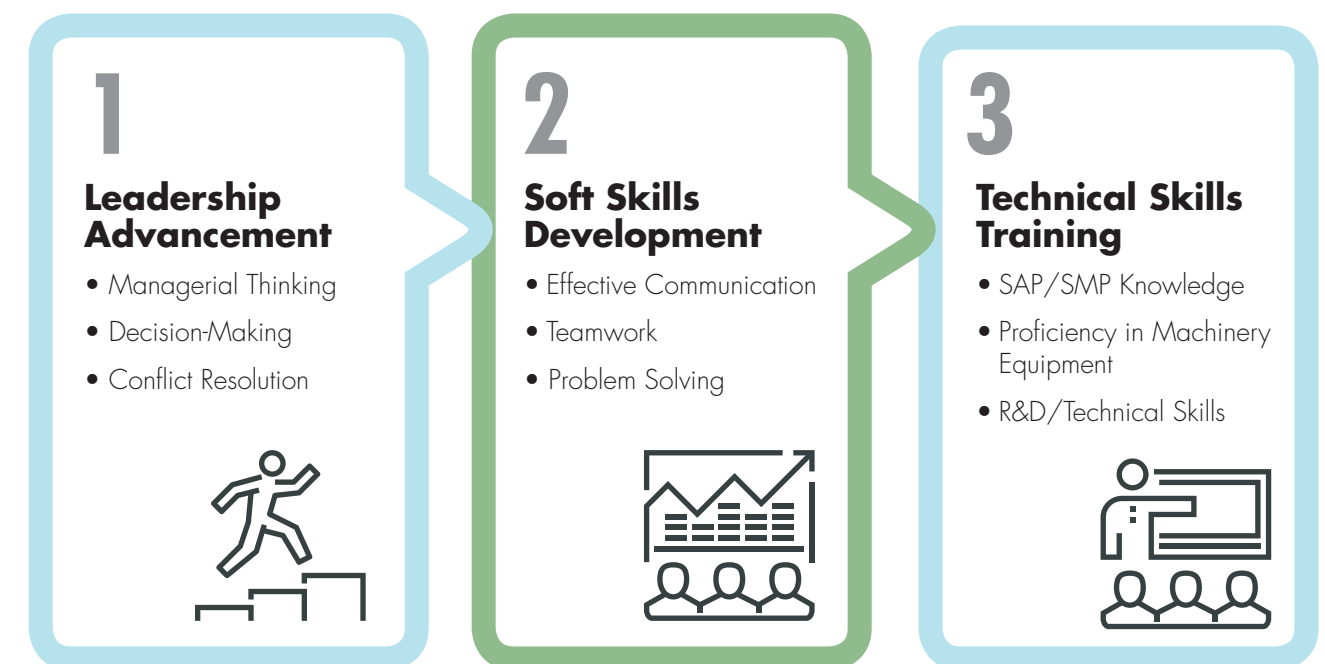 1
Leadership
Advancement
• Managerial Thinking
• Decision-Making
• Conflict Resolution
2
Soft Skills
Development
• Effective Communication
• Teamwork
• Problem Solving
3
Technical Skills
Training
• SAP/SMP Knowledge
• Proficiency in Machinery
Equipment
• R&D/Technical Skills